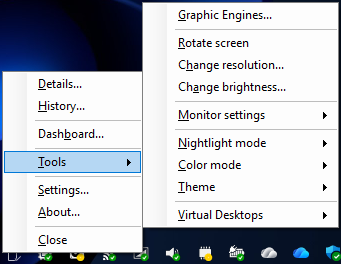 Details...
History...
Dashboard...
Tools
Settings...
About...
Close
Graphic Engines...
Rotate screen
Change resolution...
Change brightness...
Monitor settings
Nightlight mode
Color mode
Theme
Virtual Desktops